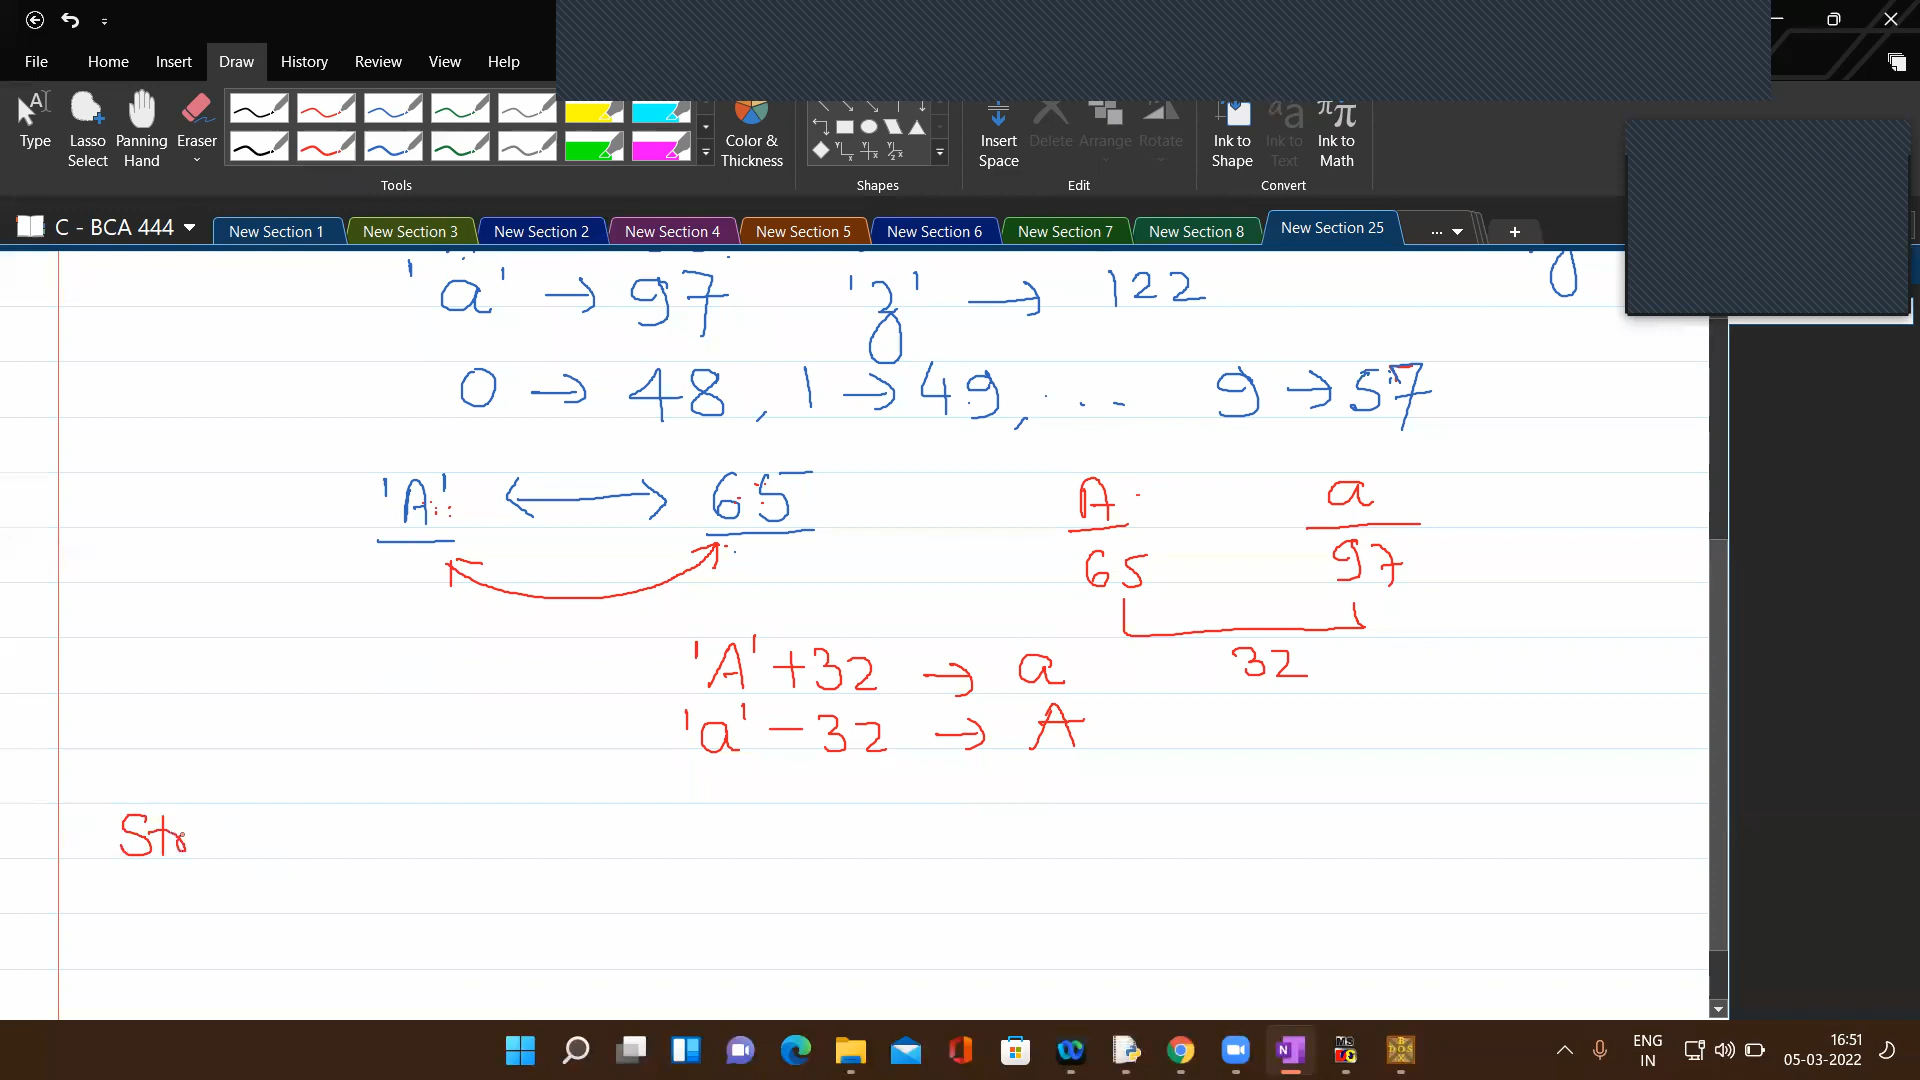 File Home Insert Draw History Review View Help
Type Lasso Select Panning Hand Eraser Color & Thickness Insert Space Delete Arrange Rotate Ink to Shape Ink to Text Ink to Math
Tools Shapes Edit Convert
C - BCA 444 New Section 1 New Section 3 New Section 2 New Section 4 New Section 5 New Section 6 New Section 7 New Section 8 New Section 25 ... +
'a' → 97 'z' → 122
0 → 48, 1 → 49, ... 9 → 57
'A' ↔ 65 A a
65 97
32
'A' + 32 → a
'a' - 32 → A
Str
ENG IN 16:51 05-03-2022